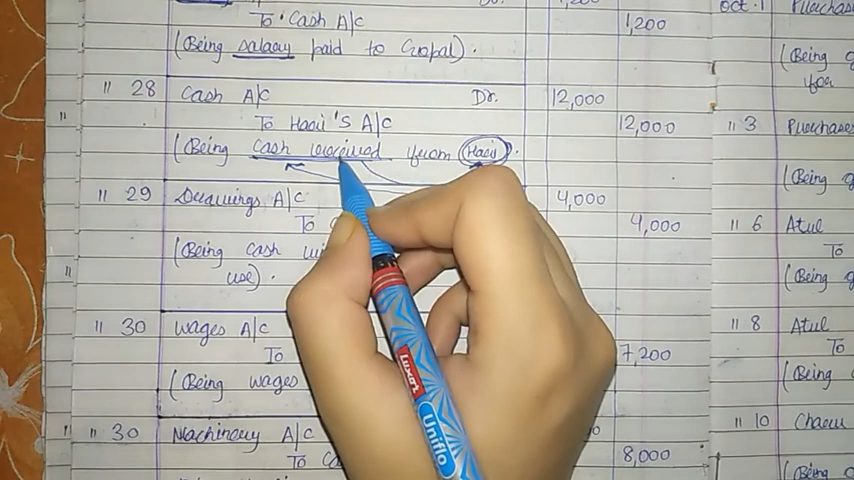 Dr. 1,200
To Cash A/C 1,200
(Being salary paid to Gopal).
" 28 Cash A/C Dr. 12,000
To Hari's A/C 12,000
(Being Cash received from Hari).
" 29 Drawings A/C 4,000
To 4,000
(Being cash
use).
" 30 Wages A/C
To 7,200
(Being wages
" 30 Machinery A/C
To 8,000
Oct. 1
(Being
for
" 3
(Being
" 6 Atul
To
(Being
" 8 Atul
To
(Being
" 10
(Being
Luxor
Uniflo